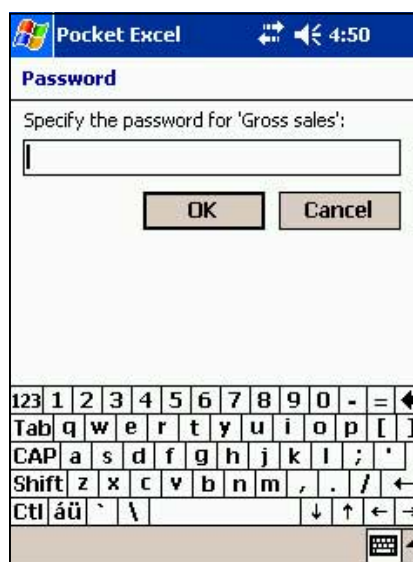 Pocket Excel 4:50
Password
Specify the password for 'Gross sales':
OK Cancel
123 1 2 3 4 5 6 7 8 9 0 - =
Tab q w e r t y u i o p [ ]
CAP a s d f g h j k l ; '
Shift z x c v b n m , . / ←
Ctl áü ` \ ↓ ↑ ← →